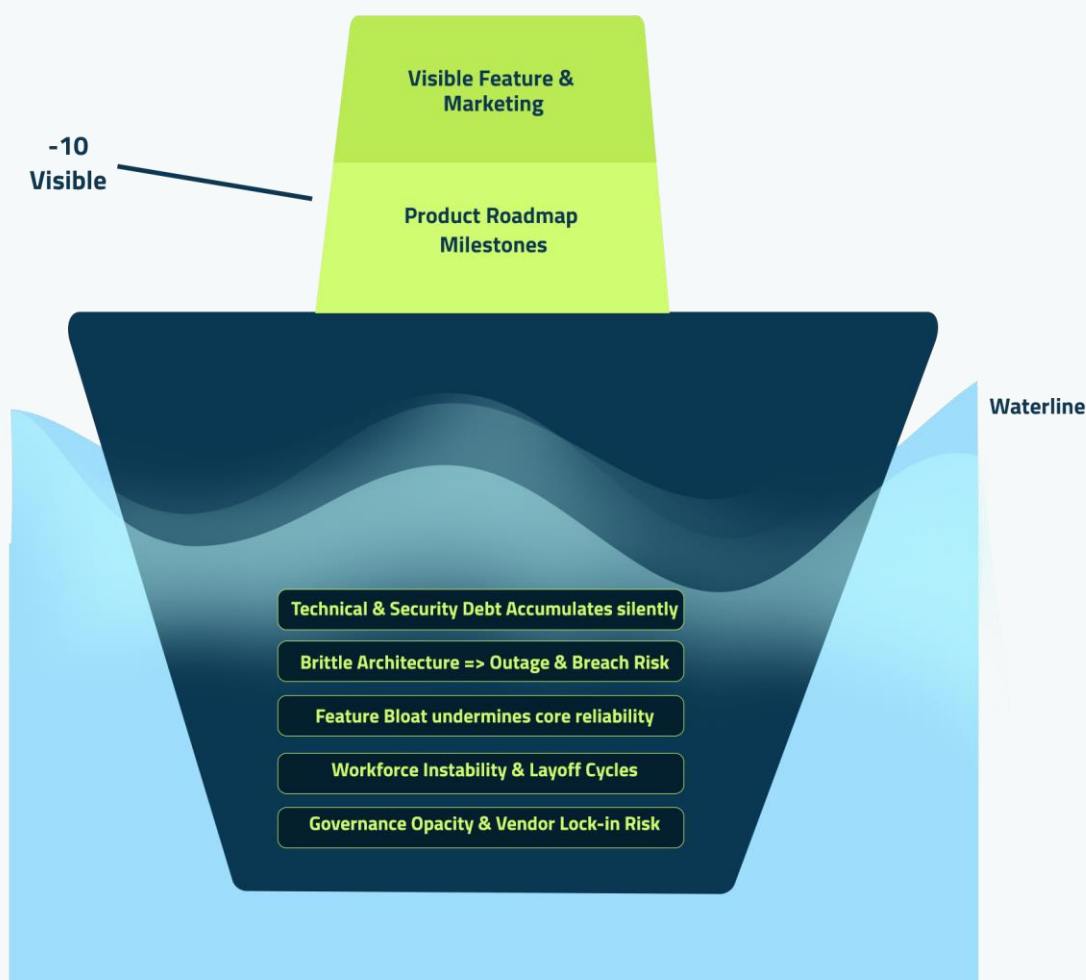 Visible Feature &
Marketing
-10
Visible
Product Roadmap
Milestones
Waterline
Technical & Security Debt Accumulates silently
Brittle Architecture => Outage & Breach Risk
Feature Bloat undermines core reliability
Workforce Instability & Layoff Cycles
Governance Opacity & Vendor Lock-in Risk